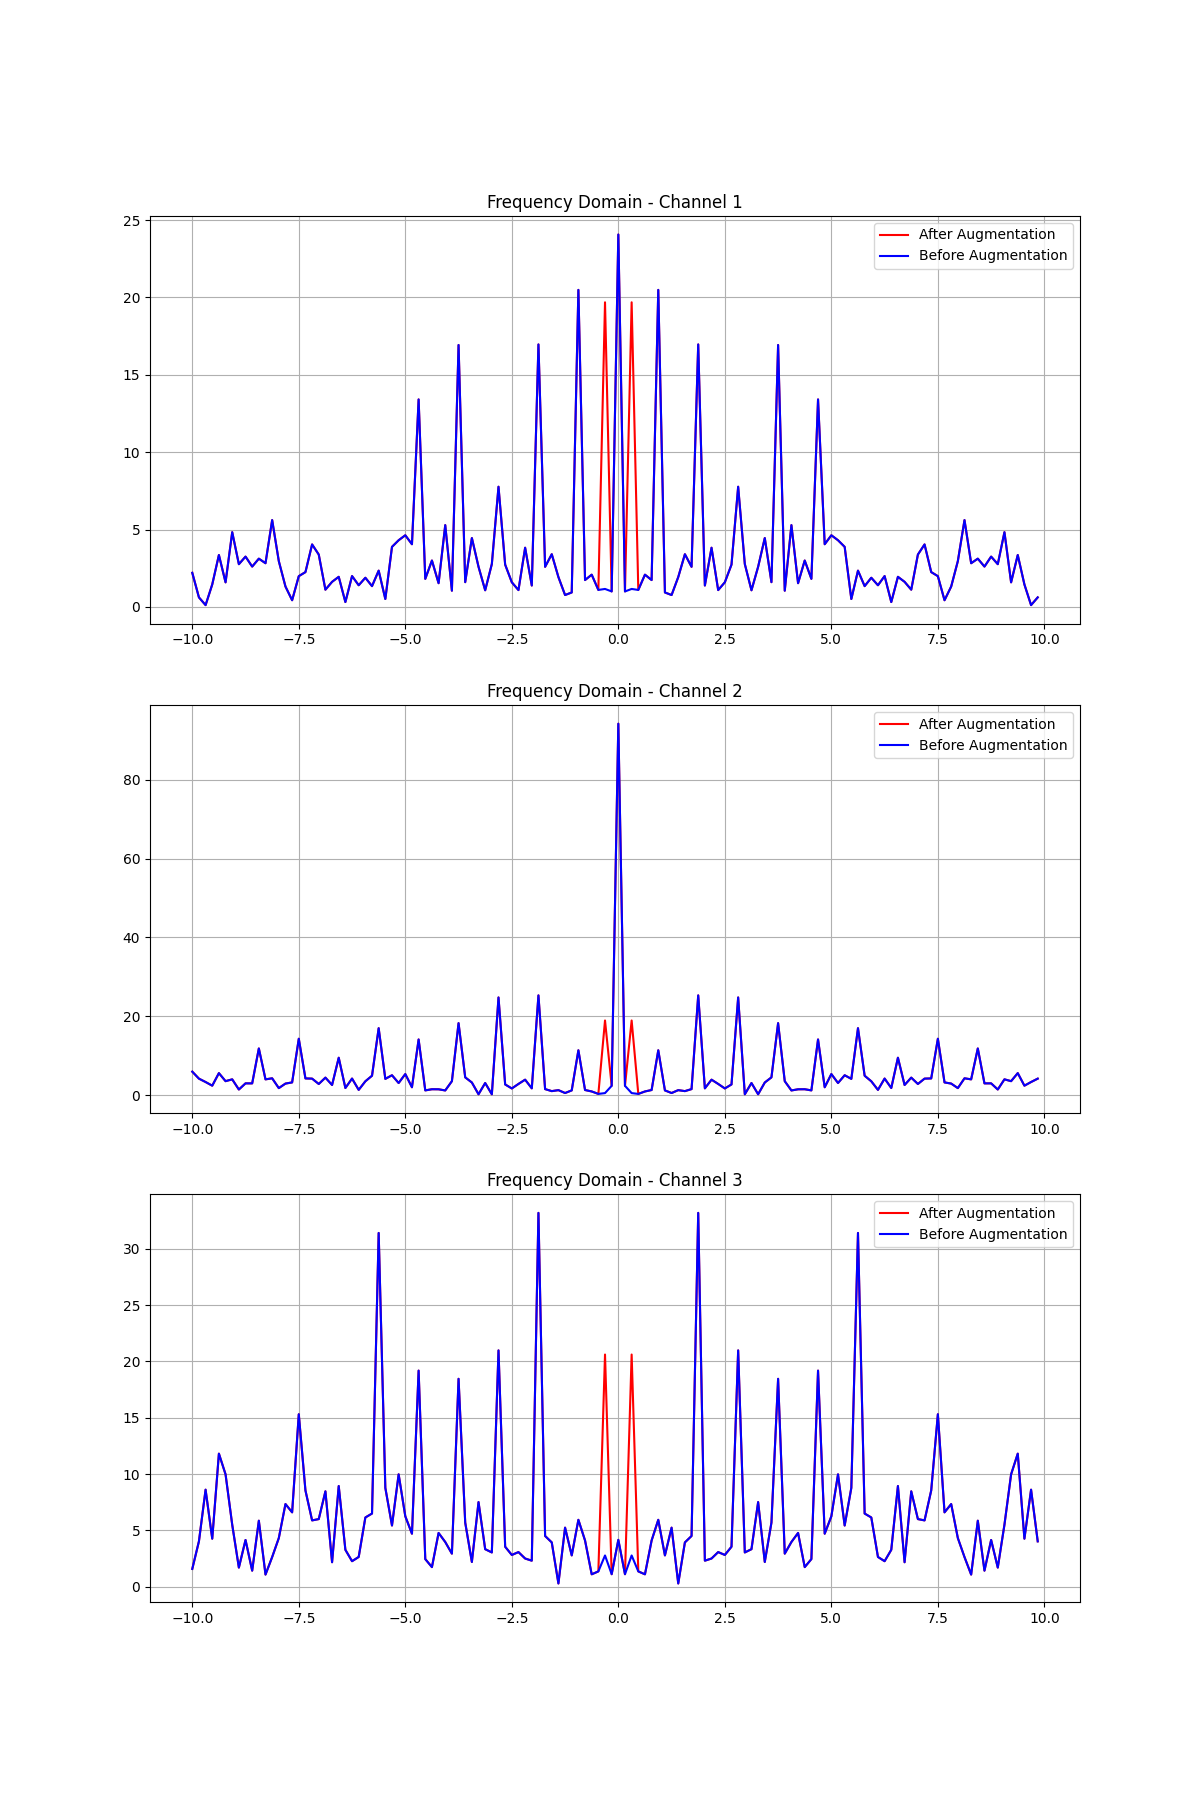 Frequency Domain - Channel 1
25
20
15
10
5
0
After Augmentation
Before Augmentation
−10.0 −7.5 −5.0 −2.5 0.0 2.5 5.0 7.5 10.0
Frequency Domain - Channel 2
80
60
40
20
0
After Augmentation
Before Augmentation
−10.0 −7.5 −5.0 −2.5 0.0 2.5 5.0 7.5 10.0
Frequency Domain - Channel 3
30
25
20
15
10
5
0
After Augmentation
Before Augmentation
−10.0 −7.5 −5.0 −2.5 0.0 2.5 5.0 7.5 10.0